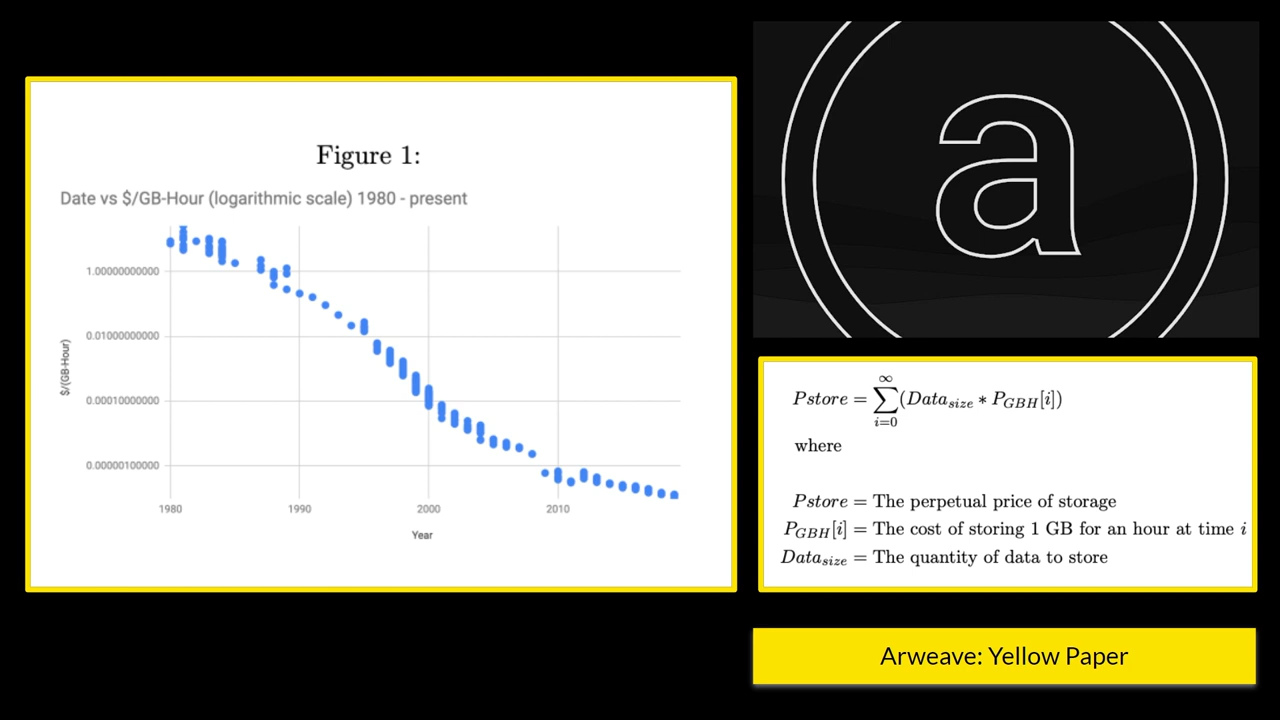 Figure 1:
Date vs $/GB-Hour (logarithmic scale) 1980 - present
1.00000000000
0.01000000000
0.00010000000
0.00000100000
$/(GB-Hour)
1980 1990 2000 2010
Year
a
∞
Pstore = ∑(Data_size * P_GBH[i])
i=0
where
Pstore = The perpetual price of storage
P_GBH[i] = The cost of storing 1 GB for an hour at time i
Data_size = The quantity of data to store
Arweave: Yellow Paper